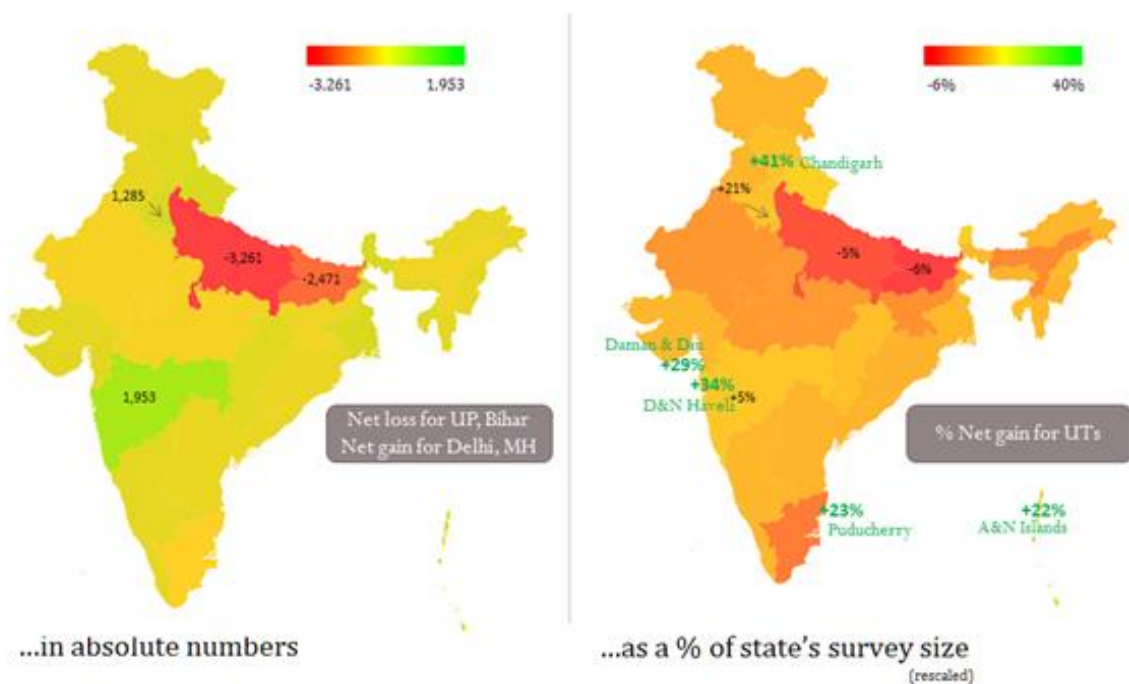 -3.261 1.953
1,285
-3,261
-2,471
1,953
Net loss for UP, Bihar
Net gain for Delhi, MH
...in absolute numbers
-6% 40%
+41% Chandigarh
+21%
-5%
-6%
Daman & Diu
+29%
+34%
D&N Haveli
+5%
% Net gain for UTs
+23%
Puducherry
+22%
A&N Islands
...as a % of state's survey size
(rescaled)